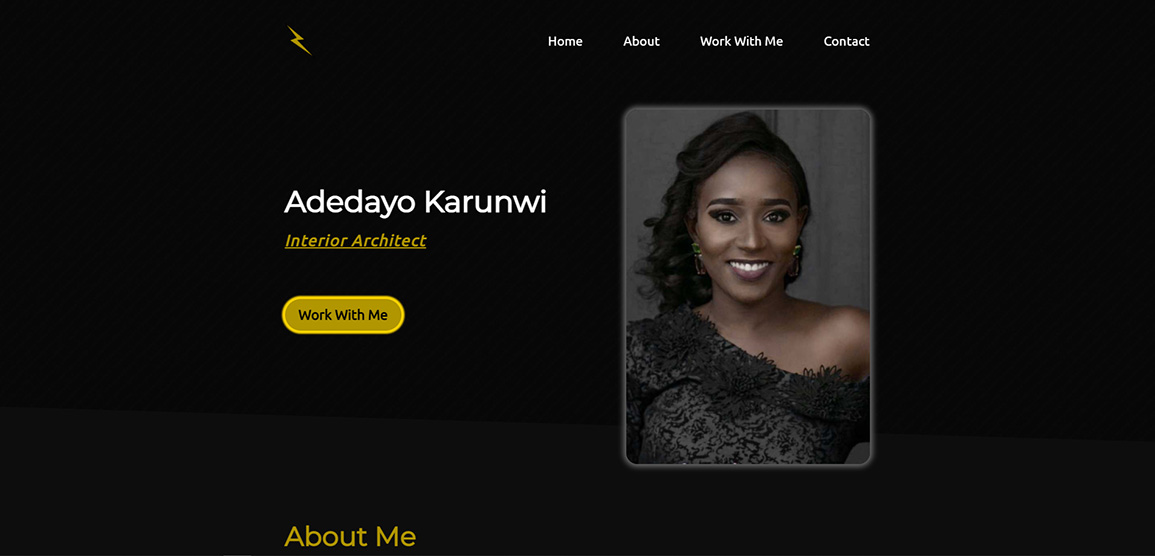 Home About Work With Me Contact
Adedayo Karunwi
Interior Architect
Work With Me
About Me